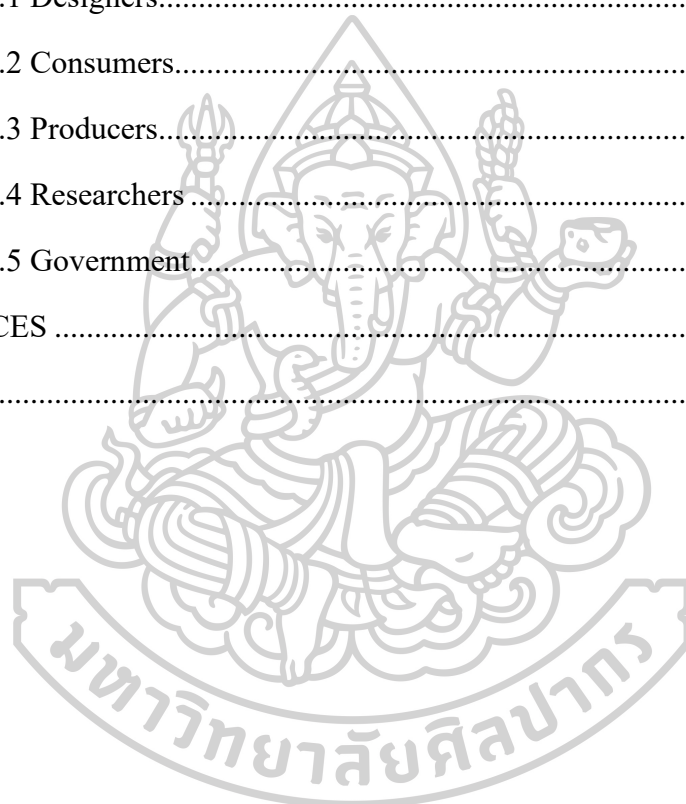 .1 Designers
.2 Consumers
.3 Producers
.4 Researchers
.5 Government
CES
มหาวิทยาลัยศิลปากร